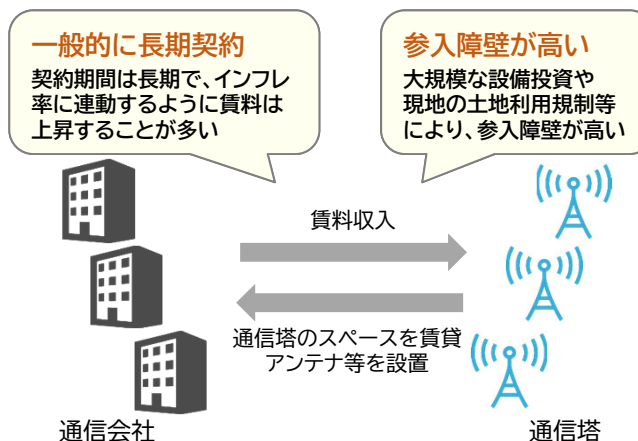 一般的に長期契約
契約期間は長期で、インフレ
率に連動するように賃料は
上昇することが多い
参入障壁が高い
大規模な設備投資や
現地の土地利用規制等
により、参入障壁が高い
賃料収入
通信塔のスペースを賃貸
アンテナ等を設置
通信会社
通信塔